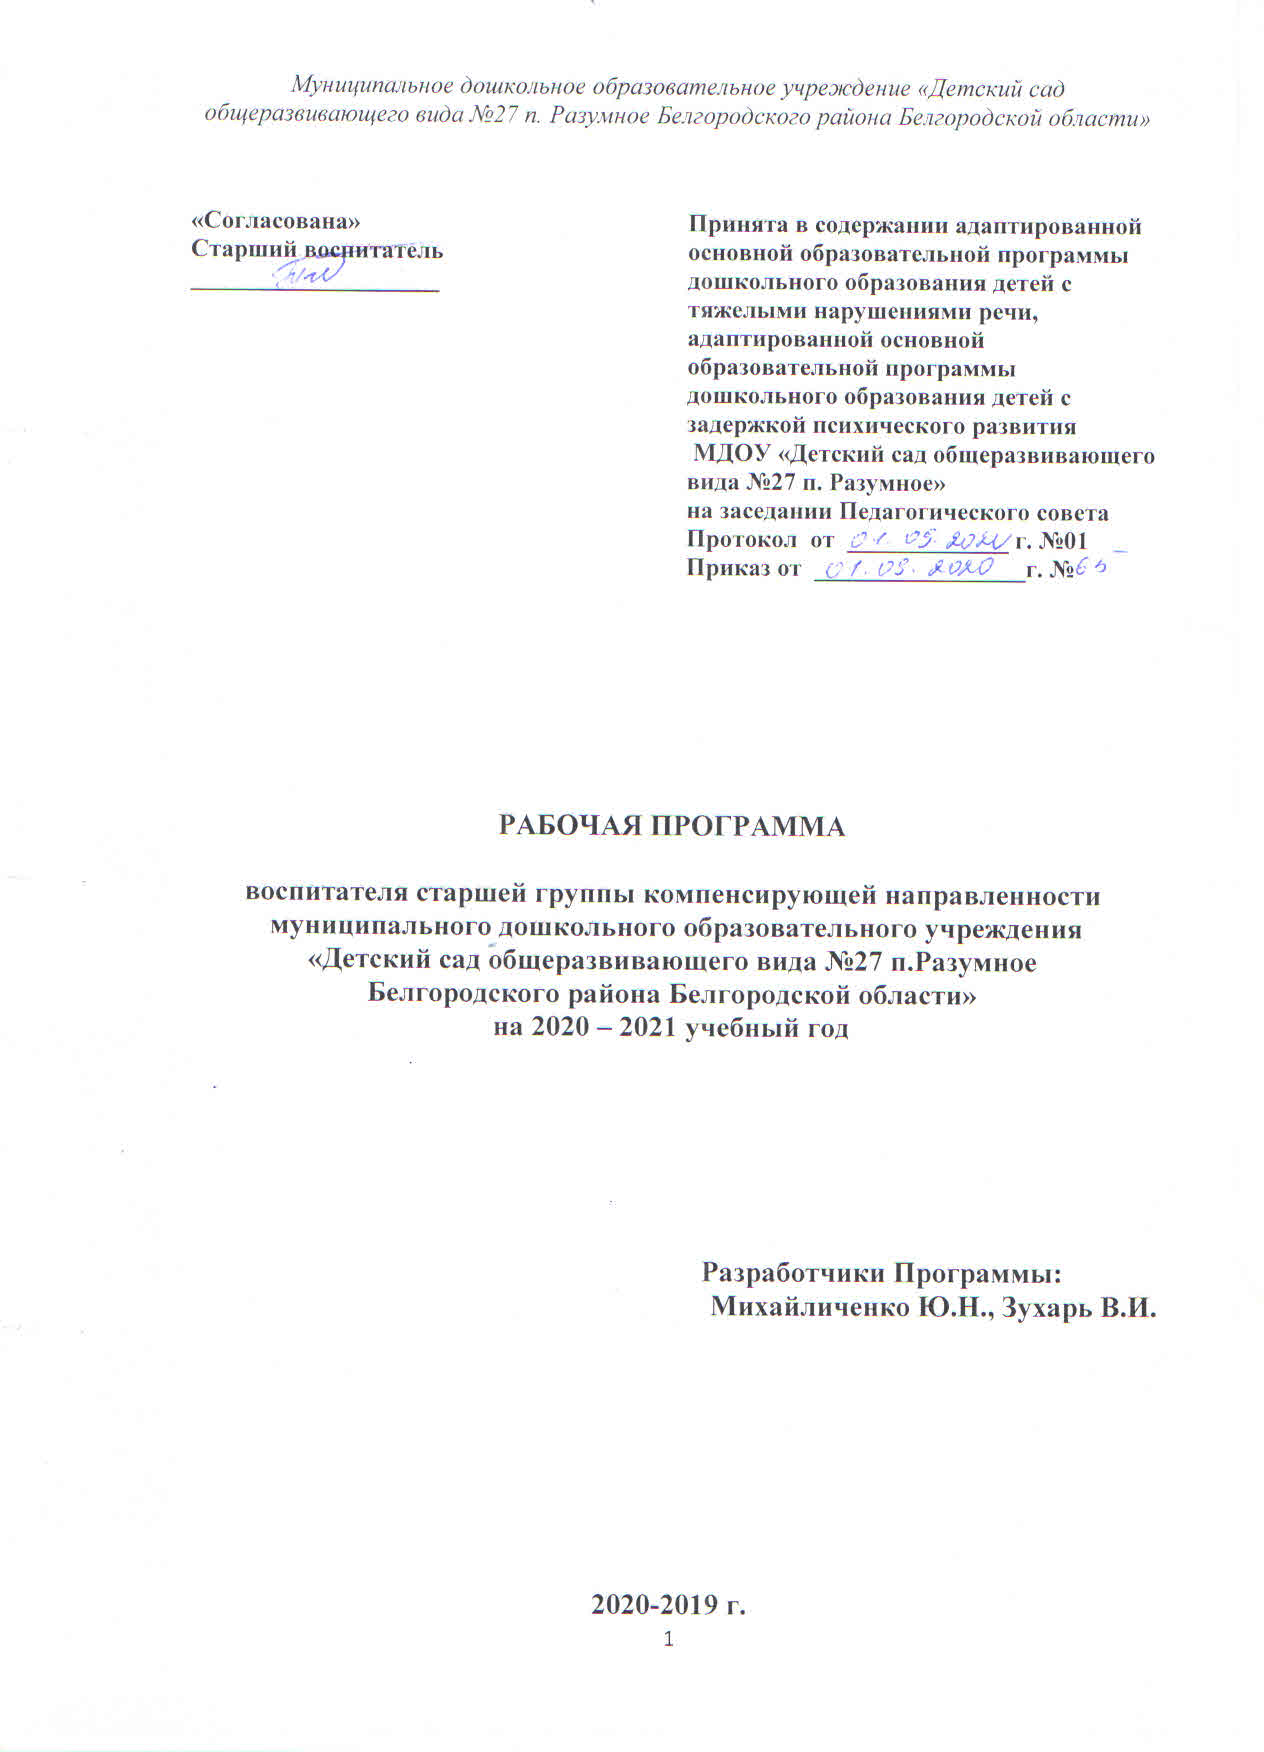 Муниципальное дошкольное образовательное учреждение «Детский сад
общеразвивающего вида №27 п. Разумное Белгородского района Белгородской области»
«Согласована»
Старший воспитатель
Принята в содержании адаптированной
основной образовательной программы
дошкольного образования детей с
тяжелыми нарушениями речи,
адаптированной основной
образовательной программы
дошкольного образования детей с
задержкой психического развития
МДОУ «Детский сад общеразвивающего
вида №27 п. Разумное»
на заседании Педагогического совета
Протокол от г. №01
Приказ от 01.09.2020 г. №
РАБОЧАЯ ПРОГРАММА
воспитателя старшей группы компенсирующей направленности
муниципального дошкольного образовательного учреждения
«Детский сад общеразвивающего вида №27 п.Разумное
Белгородского района Белгородской области»
на 2020 – 2021 учебный год
Разработчики Программы:
Михайличенко Ю.Н., Зухарь В.И.
2020-2019 г.
1